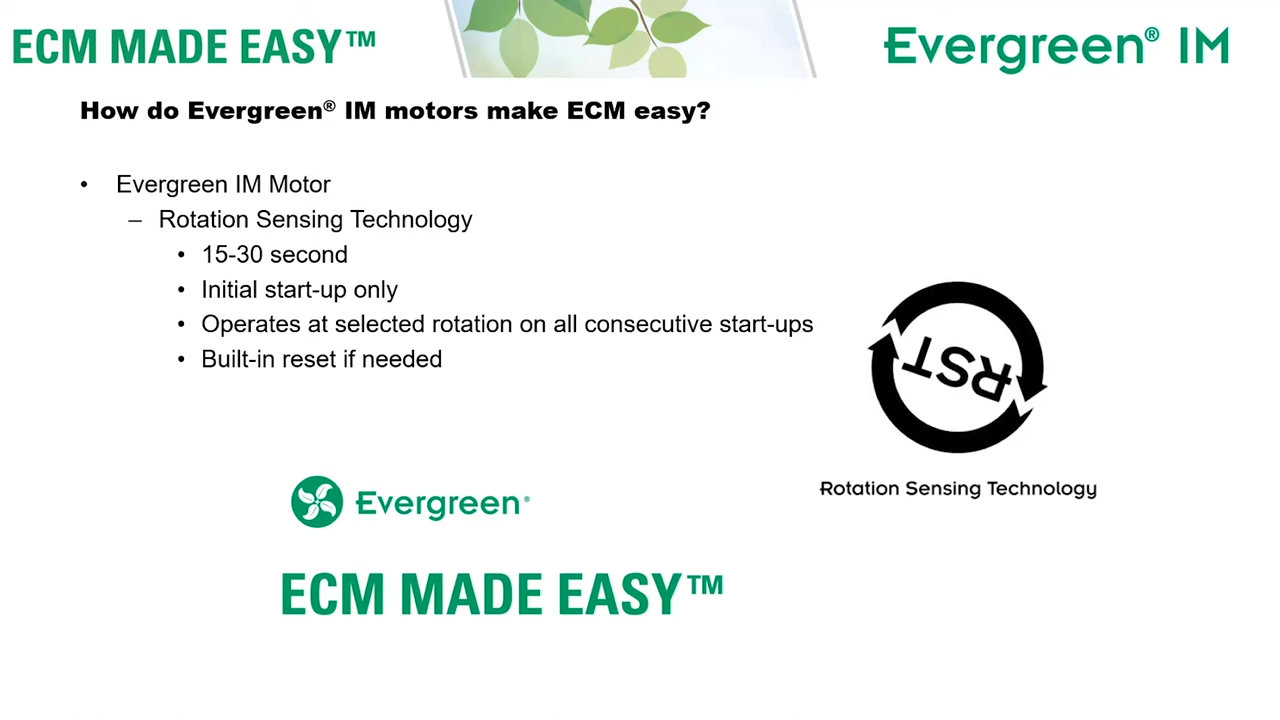 ECM MADE EASY™
Evergreen® IM
How do Evergreen® IM motors make ECM easy?
• Evergreen IM Motor
– Rotation Sensing Technology
• 15-30 second
• Initial start-up only
• Operates at selected rotation on all consecutive start-ups
• Built-in reset if needed
RST
Rotation Sensing Technology
Evergreen®
ECM MADE EASY™